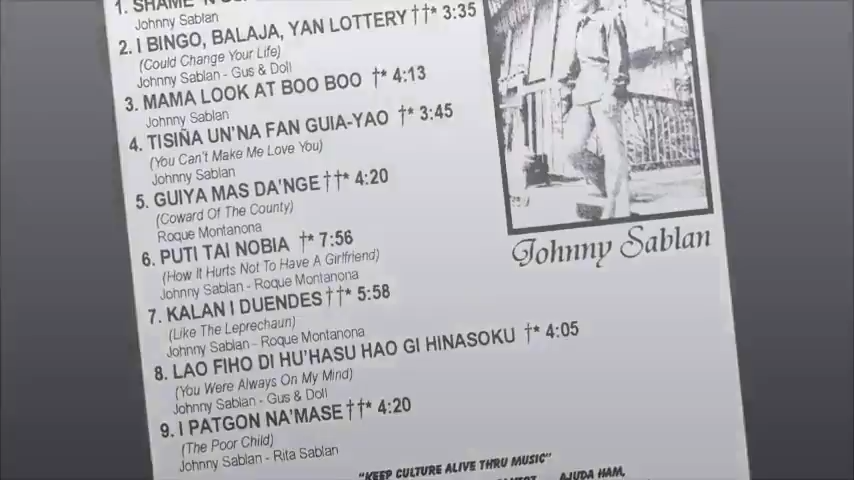 1. SHAME 'N
Johnny Sablan
2. I BINGO, BALAJA, YAN LOTTERY††* 3:35
(Could Change Your Life)
Johnny Sablan - Gus & Doll
3. MAMA LOOK AT BOO BOO †* 4:13
Johnny Sablan
4. TISIÑA UN'NA FAN GUIA-YAO †* 3:45
(You Can't Make Me Love You)
Johnny Sablan
5. GUIYA MAS DA'NGE††* 4:20
(Coward Of The County)
Roque Montanona
6. PUTI TAI NOBIA †* 7:56
(How It Hurts Not To Have A Girlfriend)
Johnny Sablan - Roque Montanona
7. KALAN I DUENDES††* 5:58
(Like The Leprechaun)
Johnny Sablan - Roque Montanona
8. LAO FIHO DI HU'HASU HAO GI HINASOKU †* 4:05
(You Were Always On My Mind)
Johnny Sablan - Gus & Doll
9. I PATGON NA'MASE††* 4:20
(The Poor Child)
Johnny Sablan - Rita Sablan
Johnny Sablan
"KEEP CULTURE ALIVE THRU MUSIC"
AJUDA HAM,